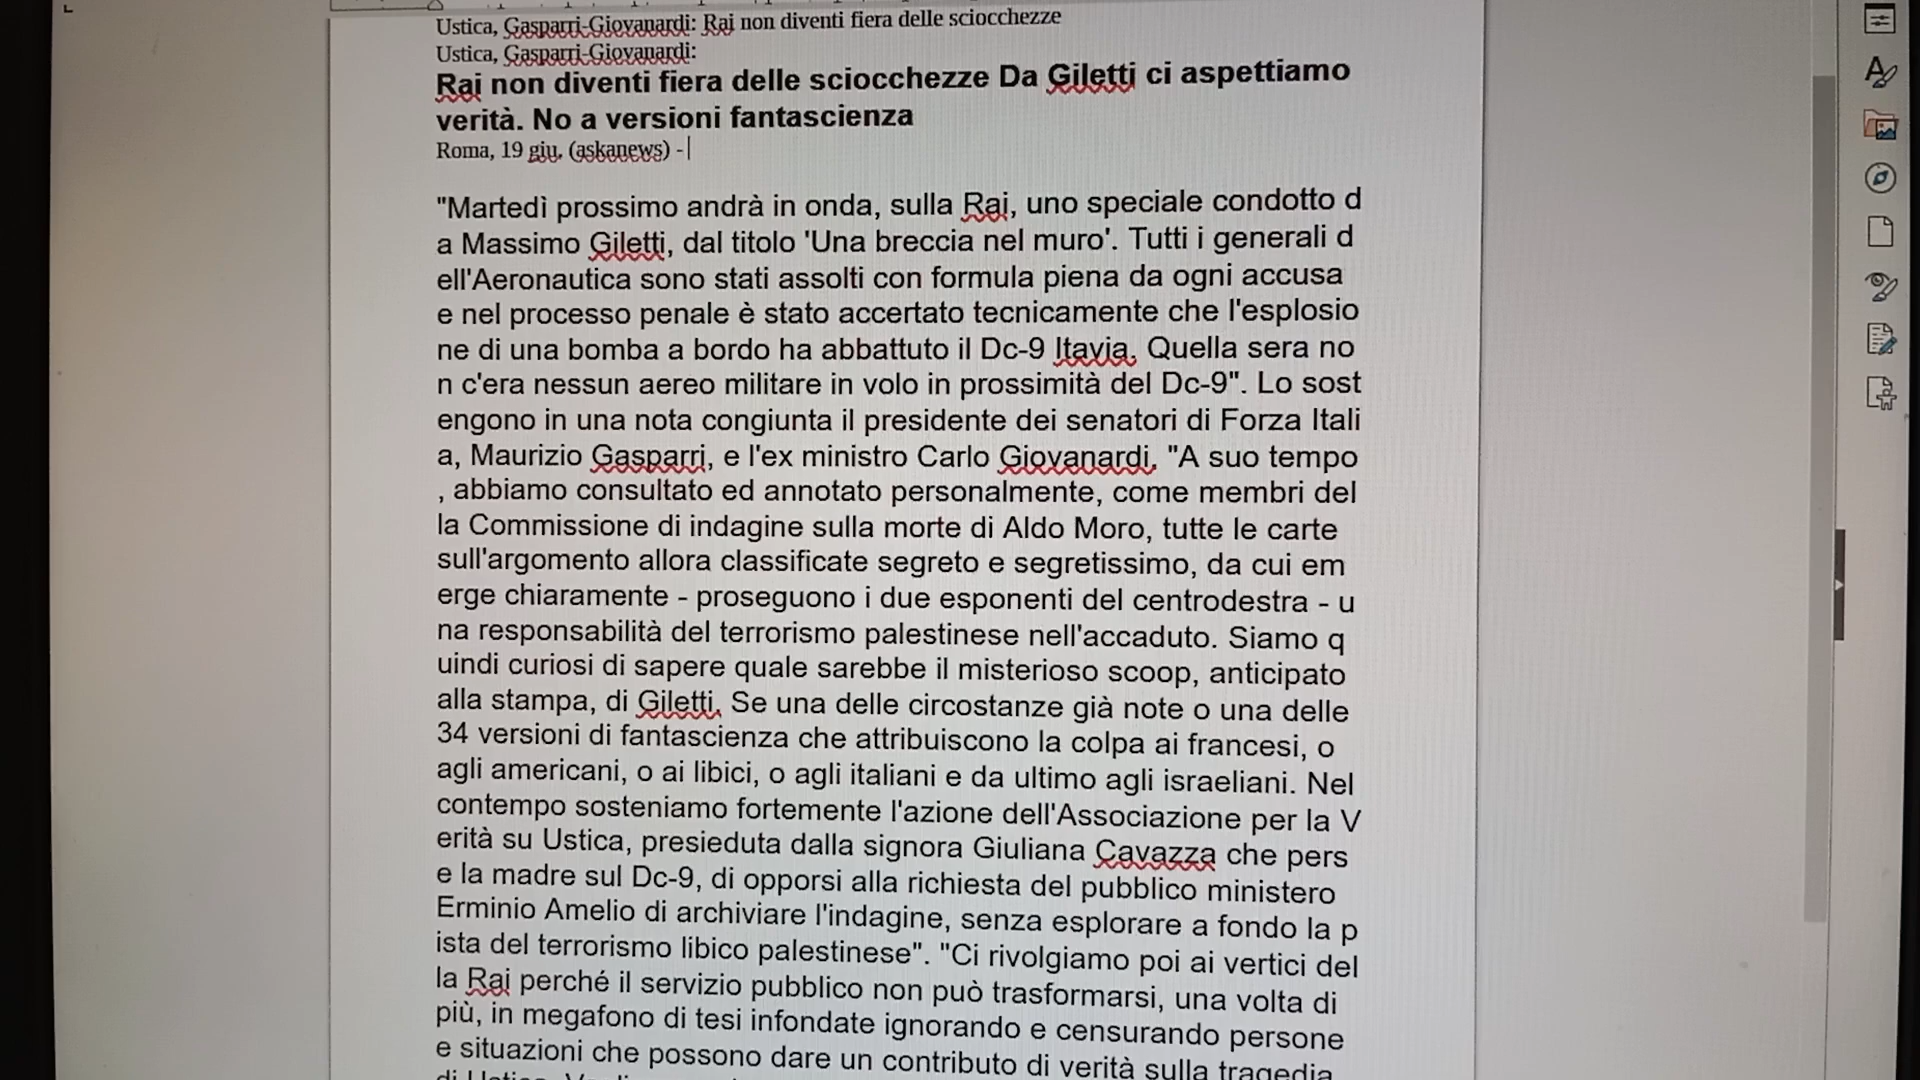 Ustica, Gasparri-Giovanardi: Rai non diventi fiera delle sciocchezze
Ustica, Gasparri-Giovanardi:
Rai non diventi fiera delle sciocchezze Da Giletti ci aspettiamo
verità. No a versioni fantascienza
Roma, 19 giu. (askanews) -
"Martedì prossimo andrà in onda, sulla Rai, uno speciale condotto d
a Massimo Giletti, dal titolo 'Una breccia nel muro'. Tutti i generali d
ell'Aeronautica sono stati assolti con formula piena da ogni accusa
e nel processo penale è stato accertato tecnicamente che l'esplosio
ne di una bomba a bordo ha abbattuto il Dc-9 Itavia. Quella sera no
n c'era nessun aereo militare in volo in prossimità del Dc-9". Lo sost
engono in una nota congiunta il presidente dei senatori di Forza Itali
a, Maurizio Gasparri, e l'ex ministro Carlo Giovanardi. "A suo tempo
, abbiamo consultato ed annotato personalmente, come membri del
la Commissione di indagine sulla morte di Aldo Moro, tutte le carte
sull'argomento allora classificate segreto e segretissimo, da cui em
erge chiaramente - proseguono i due esponenti del centrodestra - u
na responsabilità del terrorismo palestinese nell'accaduto. Siamo q
uindi curiosi di sapere quale sarebbe il misterioso scoop, anticipato
alla stampa, di Giletti. Se una delle circostanze già note o una delle
34 versioni di fantascienza che attribuiscono la colpa ai francesi, o
agli americani, o ai libici, o agli italiani e da ultimo agli israeliani. Nel
contempo sosteniamo fortemente l'azione dell'Associazione per la V
erità su Ustica, presieduta dalla signora Giuliana Cavazza che pers
e la madre sul Dc-9, di opporsi alla richiesta del pubblico ministero
Erminio Amelio di archiviare l'indagine, senza esplorare a fondo la p
ista del terrorismo libico palestinese". "Ci rivolgiamo poi ai vertici del
la Rai perché il servizio pubblico non può trasformarsi, una volta di
più, in megafono di tesi infondate ignorando e censurando persone
e situazioni che possono dare un contributo di verità sulla tragedia